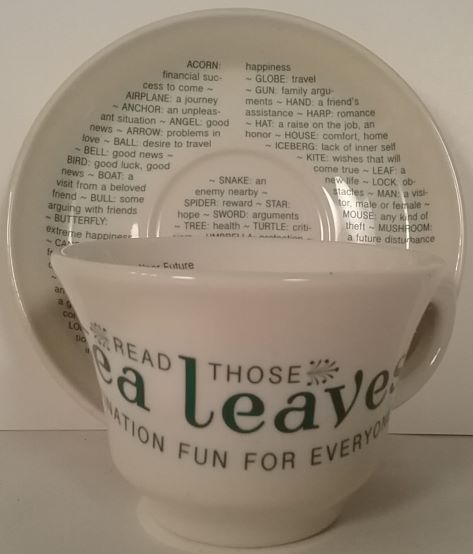 ACORN:
financial suc-
cess to come ~
AIRPLANE: a journey
~ ANCHOR: an unpleas-
ant situation ~ ANGEL: good
news ~ ARROW: problems in
love ~ BALL: desire to travel
~ BELL: good news ~
BIRD: good luck, good
news ~ BOAT: a
visit from a beloved
friend ~ BULL: some
arguing with friends
~ BUTTERFLY:
extreme happiness
happiness
~ GLOBE: travel
~ GUN: family argu-
ments ~ HAND: a friend's
assistance ~ HARP: romance
~ HAT: a raise on the job, an
honor ~ HOUSE: comfort, home
~ ICEBERG: lack of inner self
~ KITE: wishes that will
come true ~ LEAF: a
new life ~ LOCK: ob-
stacles ~ MAN: a visi-
tor, male or female ~
MOUSE: any kind of
theft ~ MUSHROOM:
a future disturbance
~ SNAKE: an
enemy nearby ~
SPIDER: reward ~ STAR:
hope ~ SWORD: arguments
~ TREE: health ~ TURTLE: criti-
UMBRELLA: protection ~
Your Future
READ THOSE
ea leaves
NATION FUN FOR EVERYON